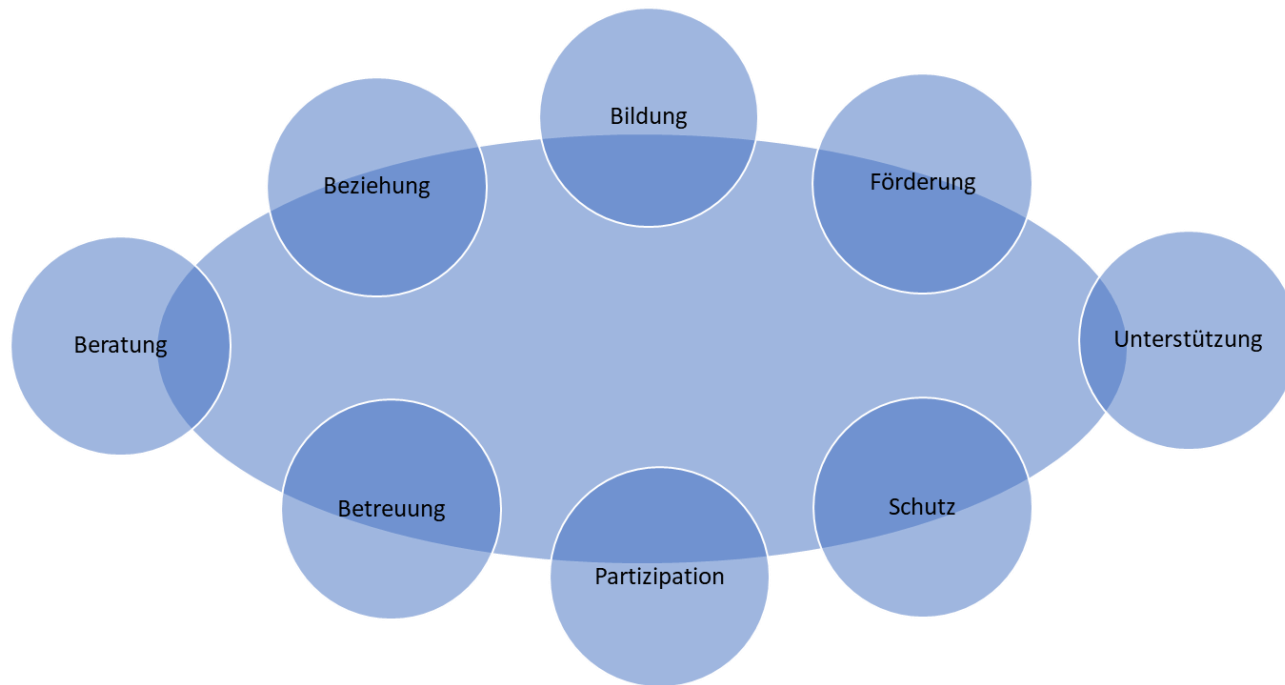 Bildung
Beziehung
Förderung
Beratung
Unterstützung
Betreuung
Schutz
Partizipation